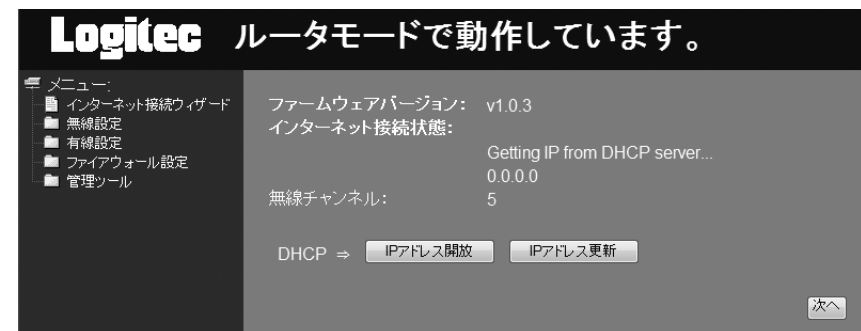 Logitec ルータモードで動作しています。
メニュー:
インターネット接続ウィザード
無線設定
有線設定
ファイアウォール設定
管理ツール
ファームウェアバージョン: v1.0.3
インターネット接続状態:
Getting IP from DHCP server...
0.0.0.0
無線チャンネル: 5
DHCP ⇒ IPアドレス開放 IPアドレス更新
次へ